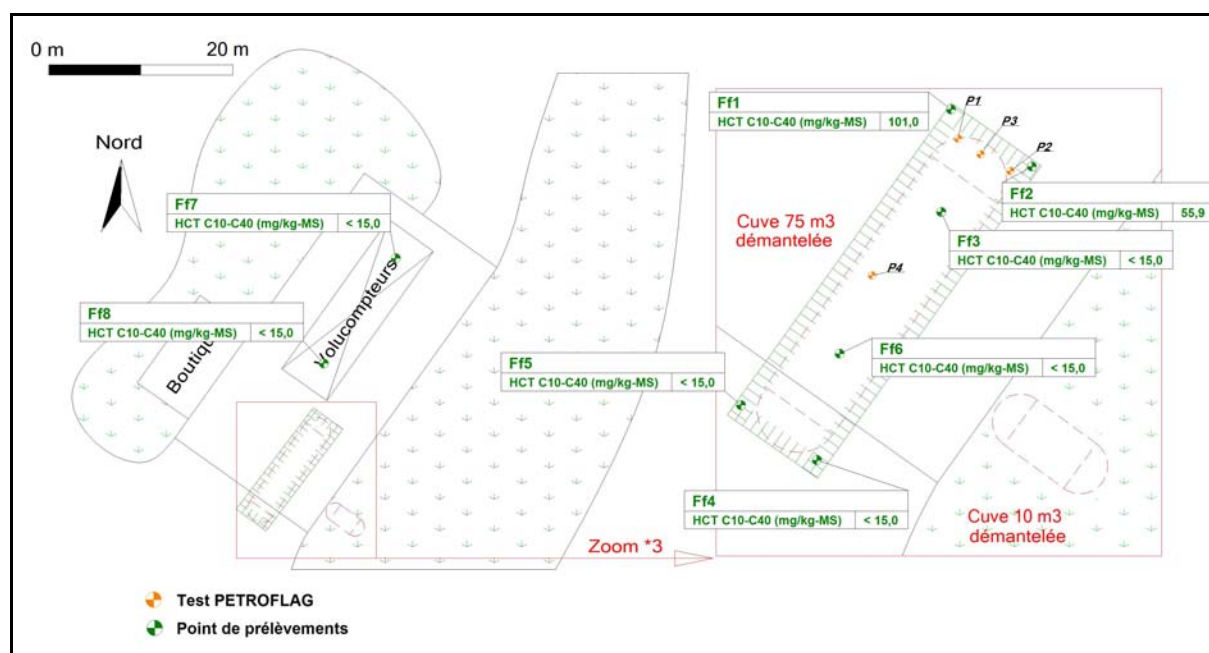 0 m 20 m
Nord
Ff7
HCT C10-C40 (mg/kg-MS) < 15,0
Ff8
HCT C10-C40 (mg/kg-MS) < 15,0
Boutiqu
Volucompteurs
Ff1
HCT C10-C40 (mg/kg-MS) 101,0
P1
P3
P2
Ff2
HCT C10-C40 (mg/kg-MS) 55,9
Cuve 75 m3
démantelée
Ff3
HCT C10-C40 (mg/kg-MS) < 15,0
P4
Ff6
HCT C10-C40 (mg/kg-MS) < 15,0
Ff5
HCT C10-C40 (mg/kg-MS) < 15,0
Ff4
HCT C10-C40 (mg/kg-MS) < 15,0
Cuve 10 m3
démantelée
Zoom *3
Test PETROFLAG
Point de prélèvements